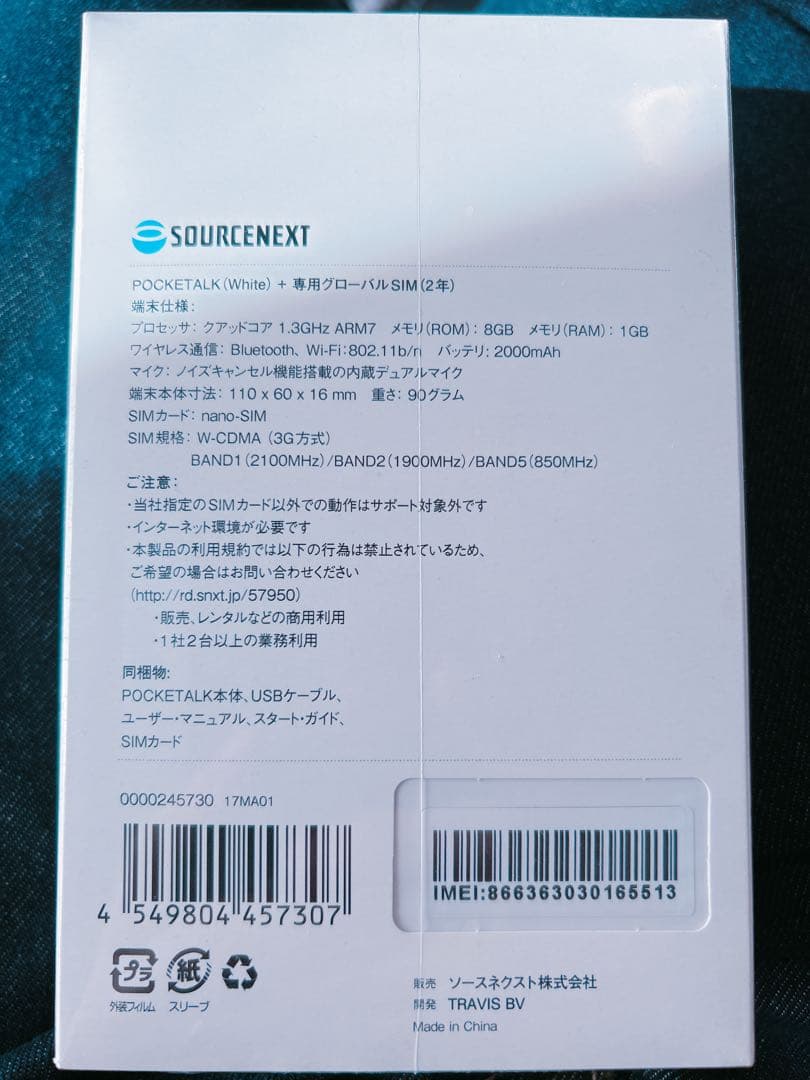 SOURCENEXT
POCKETALK(White) + 専用グローバルSIM(2年)
端末仕様:
プロセッサ: クアッドコア 1.3GHz ARM7 メモリ(ROM): 8GB メモリ(RAM): 1GB
ワイヤレス通信: Bluetooth、Wi-Fi:802.11b/n バッテリ: 2000mAh
マイク: ノイズキャンセル機能搭載の内蔵デュアルマイク
端末本体寸法: 110 x 60 x 16 mm 重さ: 90グラム
SIMカード: nano-SIM
SIM規格: W-CDMA (3G方式)
BAND1(2100MHz)/BAND2(1900MHz)/BAND5(850MHz)
ご注意:
・当社指定のSIMカード以外での動作はサポート対象外です
・インターネット環境が必要です
・本製品の利用規約では以下の行為は禁止されているため、
ご希望の場合はお問い合わせください
(http://rd.snxt.jp/57950)
・販売、レンタルなどの商用利用
・1社2台以上の業務利用
同梱物:
POCKETALK本体、USBケーブル、
ユーザー・マニュアル、スタート・ガイド、
SIMカード
0000245730 17MA01
IMEI:866363030165513
4 549804 457307
プラ 紙
外装フィルム スリーブ
販売 ソースネクスト株式会社
開発 TRAVIS BV
Made in China